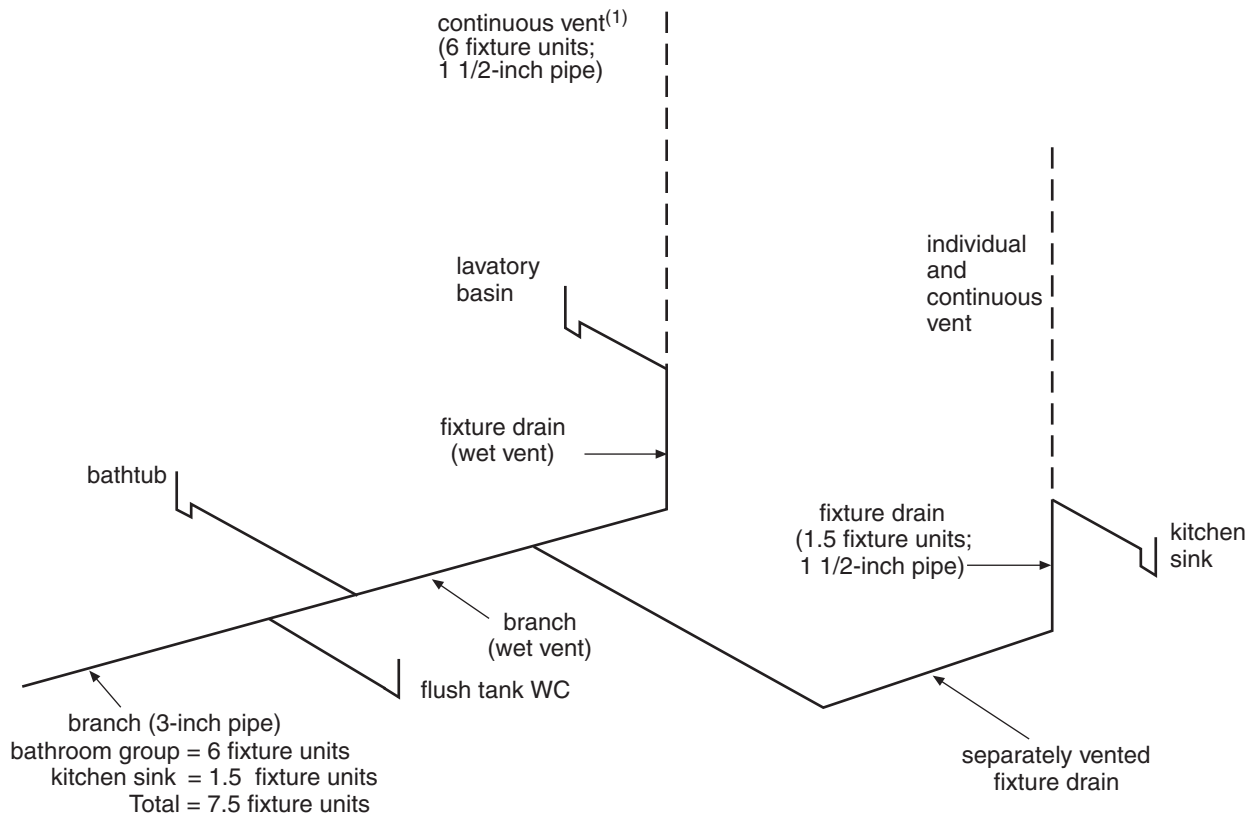 continuous vent(1)
(6 fixture units;
1 1/2-inch pipe)
individual
and
continuous
vent
lavatory
basin
fixture drain
(wet vent)
bathtub
fixture drain
(1.5 fixture units;
1 1/2-inch pipe)
kitchen
sink
branch
(wet vent)
flush tank WC
branch (3-inch pipe)
bathroom group = 6 fixture units
kitchen sink = 1.5 fixture units
Total = 7.5 fixture units
separately vented
fixture drain